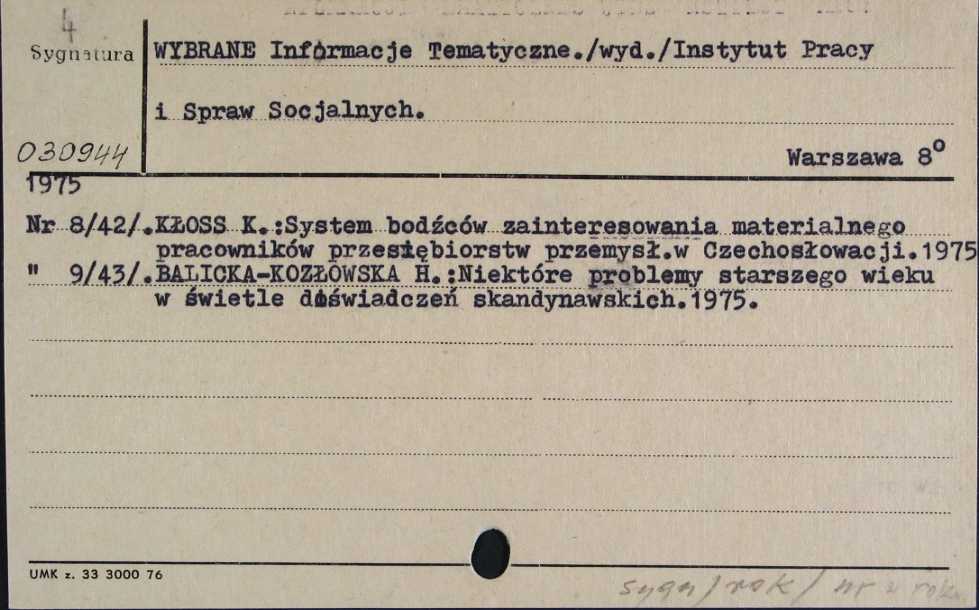 4
Sygnatura
WYBRANE Informacje Tematyczne./wyd./Instytut Pracy
i Spraw Socjalnych.
030944
Warszawa 8º
1975
Nr 8/42/.KŁOSS K.:System bodźców zainteresowania materialnego
pracowników przesiębiorstw przemysł.w Czechosłowacji.1975
" 9/43/.BALICKA-KOZŁOWSKA H.:Niektóre problemy starszego wieku
w świetle doświadczeń skandynawskich.1975.
UMK z. 33 3000 76
sygn/rok/ nr w roku